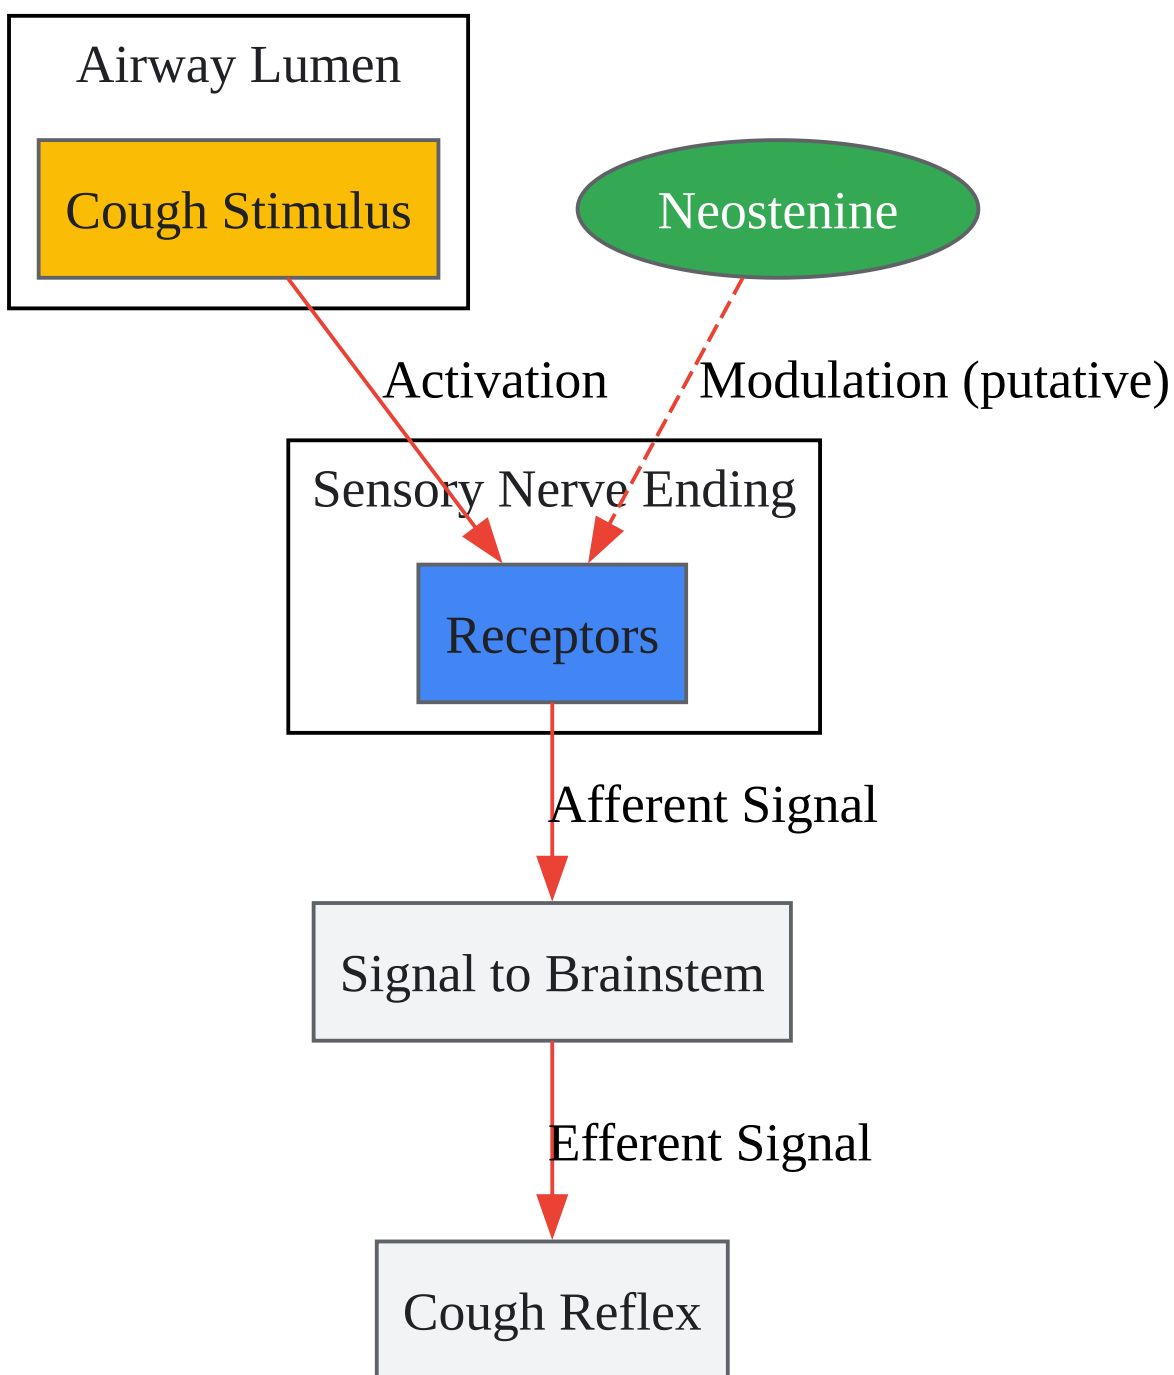 Airway Lumen
Cough Stimulus
Neostenine
Activation
Modulation (putative)
Sensory Nerve Ending
Receptors
Afferent Signal
Signal to Brainstem
Efferent Signal
Cough Reflex